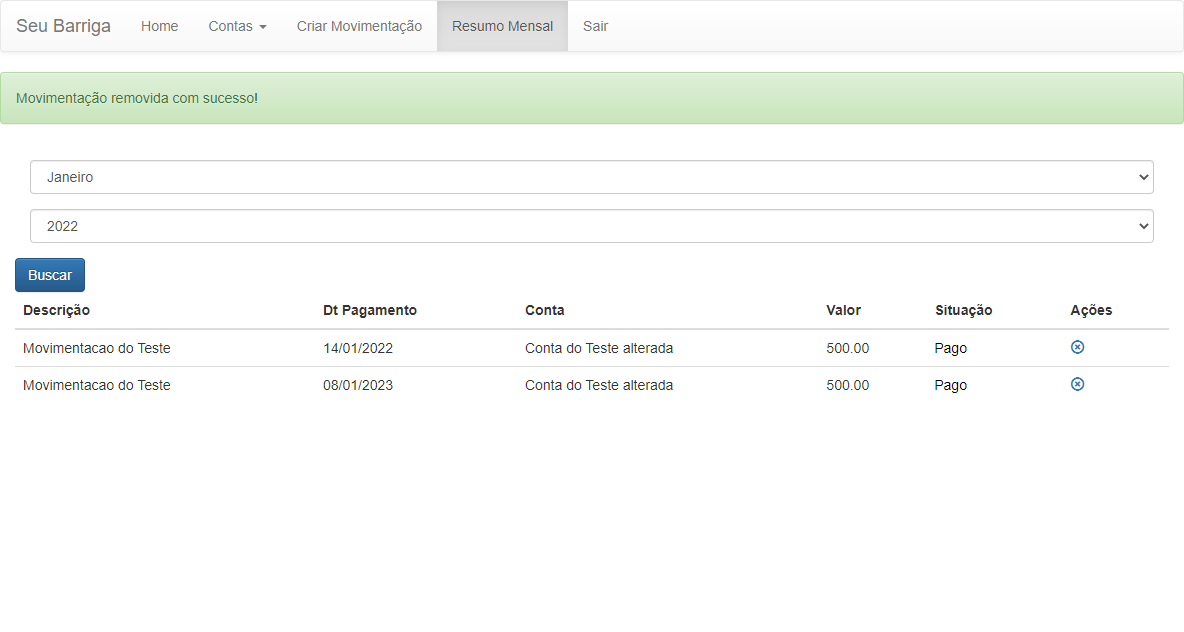 Seu Barriga Home Contas Criar Movimentação Resumo Mensal Sair
Movimentação removida com sucesso!
Janeiro
2022
Buscar
Descrição Dt Pagamento Conta Valor Situação Ações
Movimentacao do Teste 14/01/2022 Conta do Teste alterada 500.00 Pago
Movimentacao do Teste 08/01/2023 Conta do Teste alterada 500.00 Pago